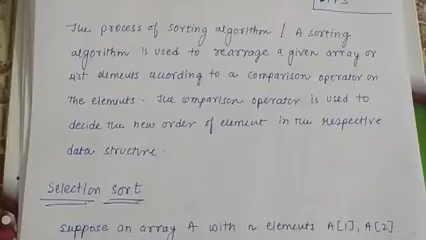 The process of sorting algorithm / A sorting
algorithm is used to rearrage a given array or
list elements according to a comparison operator on
the elements. The comparison operator is used to
decide the new order of element in the respective
data structure.
Selection sort
suppose an array A with n elements A[1], A[2].